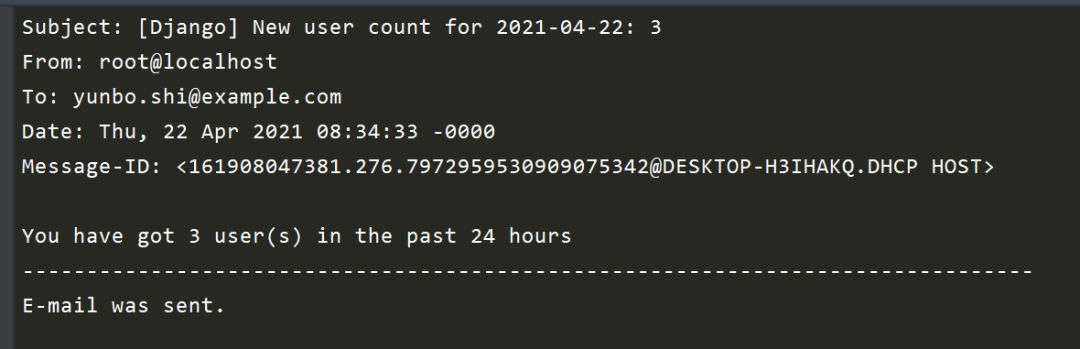 Subject: [Django] New user count for 2021-04-22: 3
From: root@localhost
To: yunbo.shi@example.com
Date: Thu, 22 Apr 2021 08:34:33 -0000
Message-ID: <161908047381.276.7972959530909075342@DESKTOP-H3IHAKQ.DHCP HOST>
You have got 3 user(s) in the past 24 hours
-------------------------------------------------------------------------------
E-mail was sent.